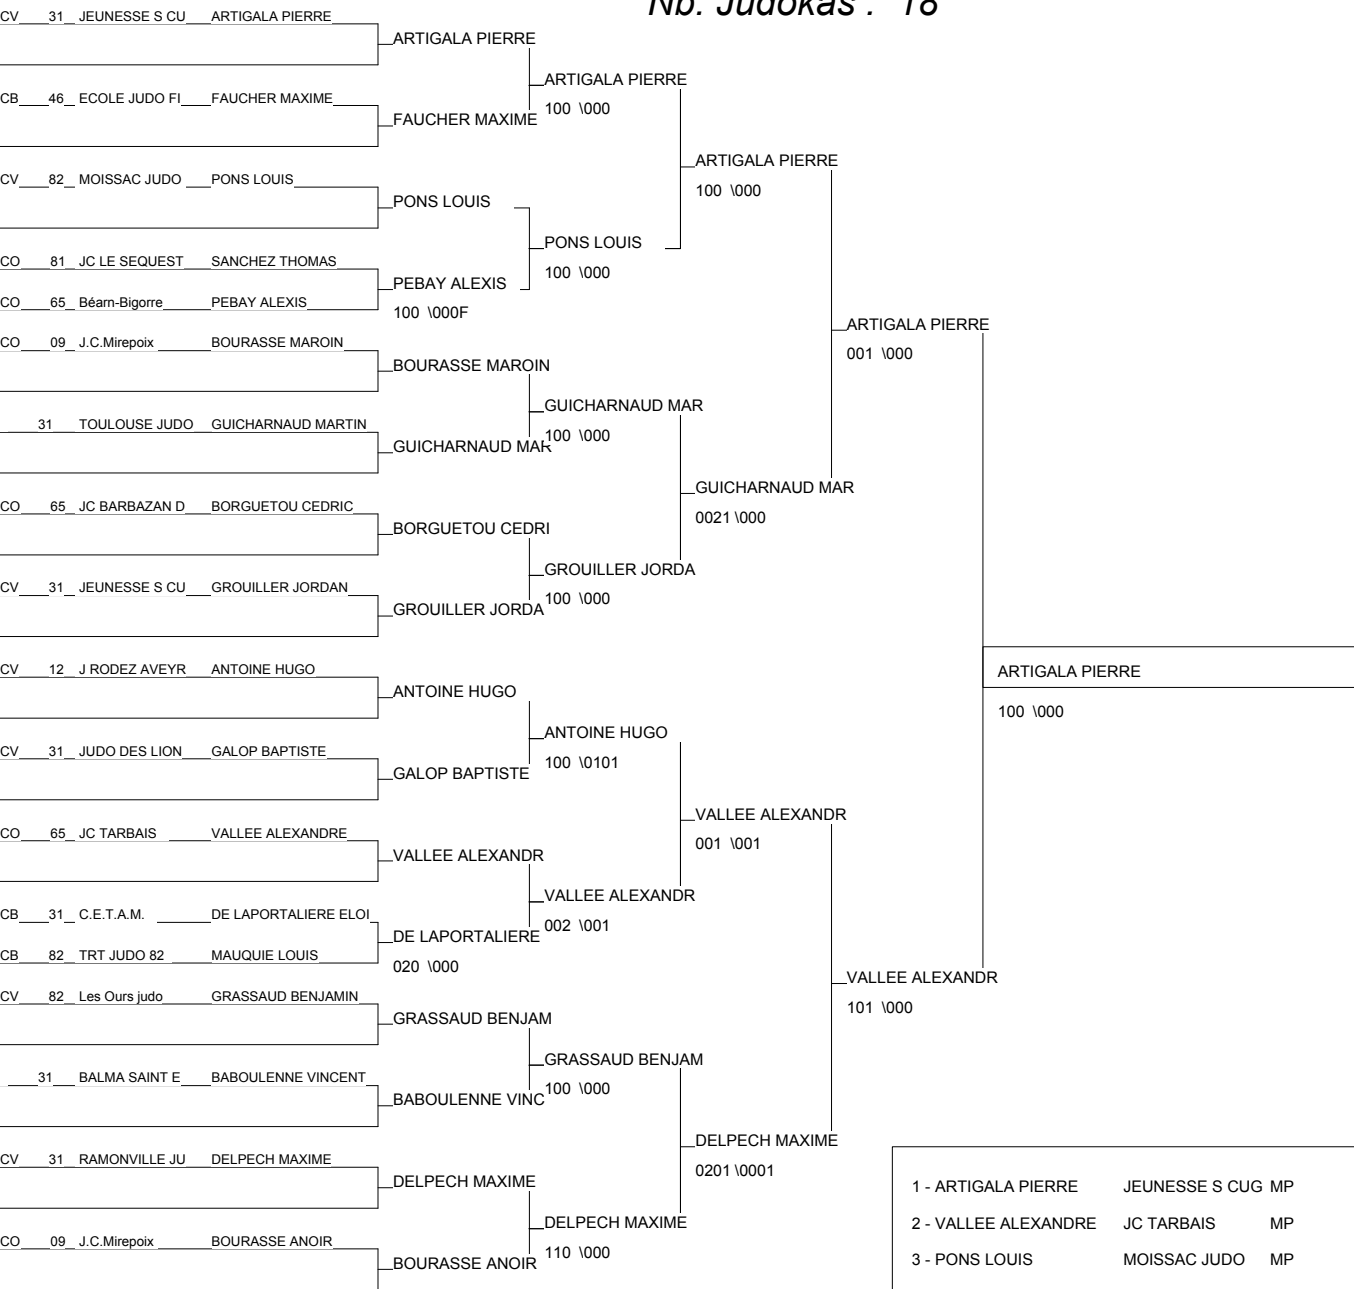 Nb. Judokas : 18
CV 31 JEUNESSE S CU ARTIGALA PIERRE
ARTIGALA PIERRE
ARTIGALA PIERRE
100 \000
CB 46 ECOLE JUDO FI FAUCHER MAXIME
FAUCHER MAXIME
ARTIGALA PIERRE
100 \000
CV 82 MOISSAC JUDO PONS LOUIS
PONS LOUIS
PONS LOUIS
100 \000
CO 81 JC LE SEQUEST SANCHEZ THOMAS
PEBAY ALEXIS
100 \000F
CO 65 Béarn-Bigorre PEBAY ALEXIS
ARTIGALA PIERRE
001 \000
CO 09 J.C.Mirepoix BOURASSE MAROIN
BOURASSE MAROIN
GUICHARNAUD MAR
100 \000
31 TOULOUSE JUDO GUICHARNAUD MARTIN
GUICHARNAUD MAR
GUICHARNAUD MAR
0021 \000
CO 65 JC BARBAZAN D BORGUETOU CEDRIC
BORGUETOU CEDRI
GROUILLER JORDA
100 \000
CV 31 JEUNESSE S CU GROUILLER JORDAN
GROUILLER JORDA
ARTIGALA PIERRE
100 \000
CV 12 J RODEZ AVEYR ANTOINE HUGO
ANTOINE HUGO
ANTOINE HUGO
100 \0101
CV 31 JUDO DES LION GALOP BAPTISTE
GALOP BAPTISTE
VALLEE ALEXANDR
001 \001
CO 65 JC TARBAIS VALLEE ALEXANDRE
VALLEE ALEXANDR
VALLEE ALEXANDR
002 \001
CB 31 C.E.T.A.M. DE LAPORTALIERE ELOI
DE LAPORTALIERE
020 \000
CB 82 TRT JUDO 82 MAUQUIE LOUIS
VALLEE ALEXANDR
101 \000
CV 82 Les Ours judo GRASSAUD BENJAMIN
GRASSAUD BENJAM
GRASSAUD BENJAM
100 \000
31 BALMA SAINT E BABOULENNE VINCENT
BABOULENNE VINC
DELPECH MAXIME
0201 \0001
CV 31 RAMONVILLE JU DELPECH MAXIME
DELPECH MAXIME
DELPECH MAXIME
110 \000
CO 09 J.C.Mirepoix BOURASSE ANOIR
BOURASSE ANOIR
1 - ARTIGALA PIERRE JEUNESSE S CUG MP
2 - VALLEE ALEXANDRE JC TARBAIS MP
3 - PONS LOUIS MOISSAC JUDO MP